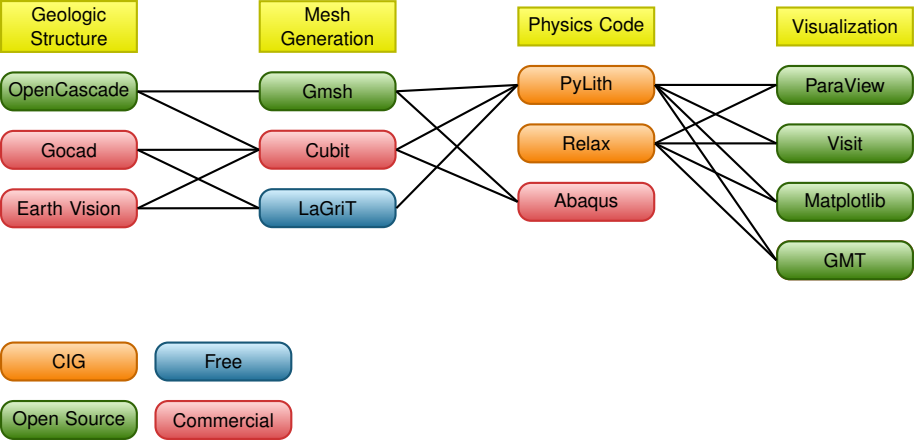 Geologic
Structure
Mesh
Generation
Physics Code
Visualization
OpenCascade
Gmsh
PyLith
ParaView
Gocad
Cubit
Relax
Visit
Earth Vision
LaGriT
Abaqus
Matplotlib
GMT
CIG
Free
Open Source
Commercial